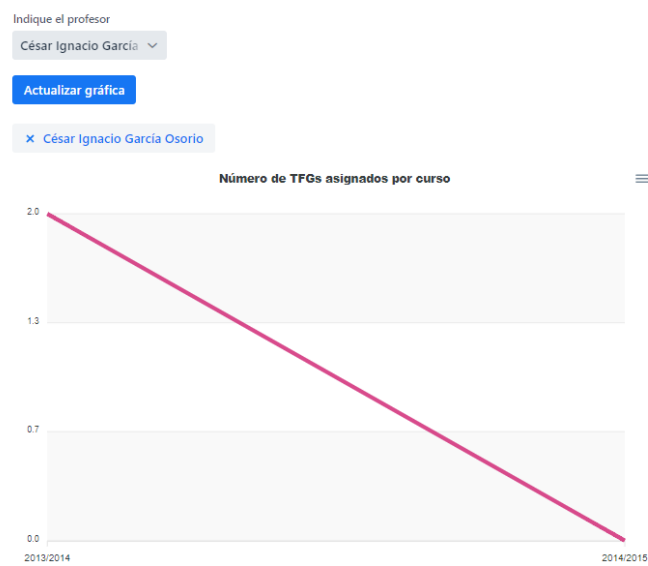 Indique el profesor
César Ignacio García
Actualizar gráfica
× César Ignacio García Osorio
Número de TFGs asignados por curso
2.0
1.3
0.7
0.0
2013/2014 2014/2015